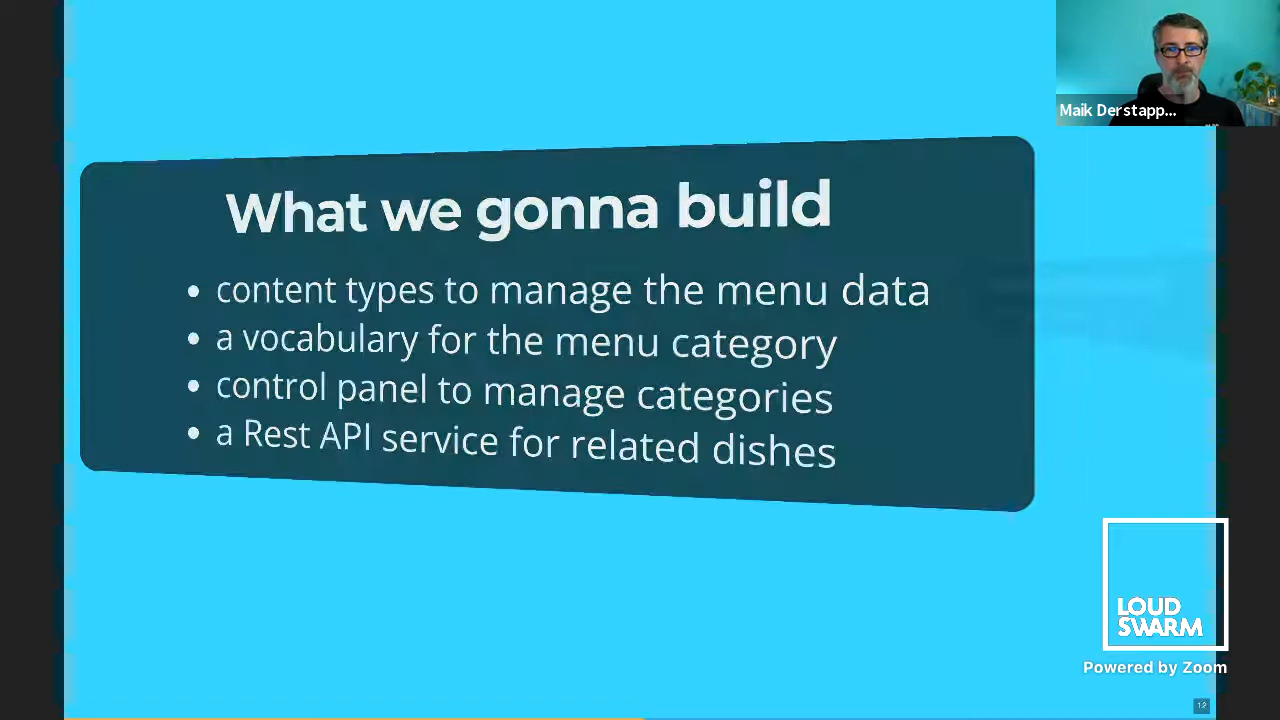 Maik Derstapp...
What we gonna build
content types to manage the menu data
a vocabulary for the menu category
control panel to manage categories
a Rest API service for related dishes
LOUD
SWARM
Powered by Zoom